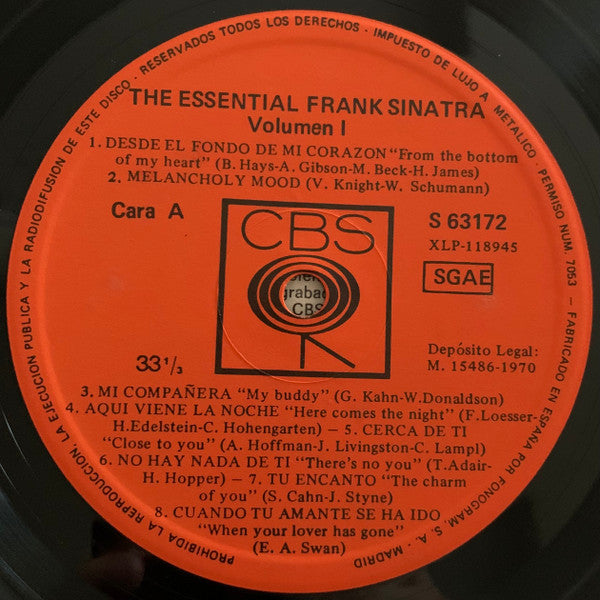 PROHIBIDA LA REPRODUCCION, LA EJECUCION PUBLICA Y LA RADIODIFUSION DE ESTE DISCO · RESERVADOS TODOS LOS DERECHOS · IMPUESTO DE LUJO A METALICO · PERMISO NUM. 7053 – FABRICADO EN ESPAÑA POR FONOGRAM, S. A. – MADRID
THE ESSENTIAL FRANK SINATRA
Volumen I
1. DESDE EL FONDO DE MI CORAZON "From the bottom
of my heart" (B. Hays-A. Gibson-M. Beck-H. James)
2. MELANCHOLY MOOD (V. Knight-W. Schumann)
Cara A
CBS
S 63172
XLP-118945
SGAE
grabad
CBS
33 1/3
Depósito Legal:
M. 15486-1970
3. MI COMPAÑERA "My buddy" (G. Kahn-W.Donaldson)
4. AQUI VIENE LA NOCHE "Here comes the night" (F.Loesser-
H.Edelstein-C. Hohengarten) – 5. CERCA DE TI
"Close to you" (A. Hoffman-J. Livingston-C. Lampl)
6. NO HAY NADA DE TI "There's no you" (T.Adair-
H. Hopper) – 7. TU ENCANTO "The charm
of you" (S. Cahn-J. Styne)
8. CUANDO TU AMANTE SE HA IDO
"When your lover has gone"
(E. A. Swan)